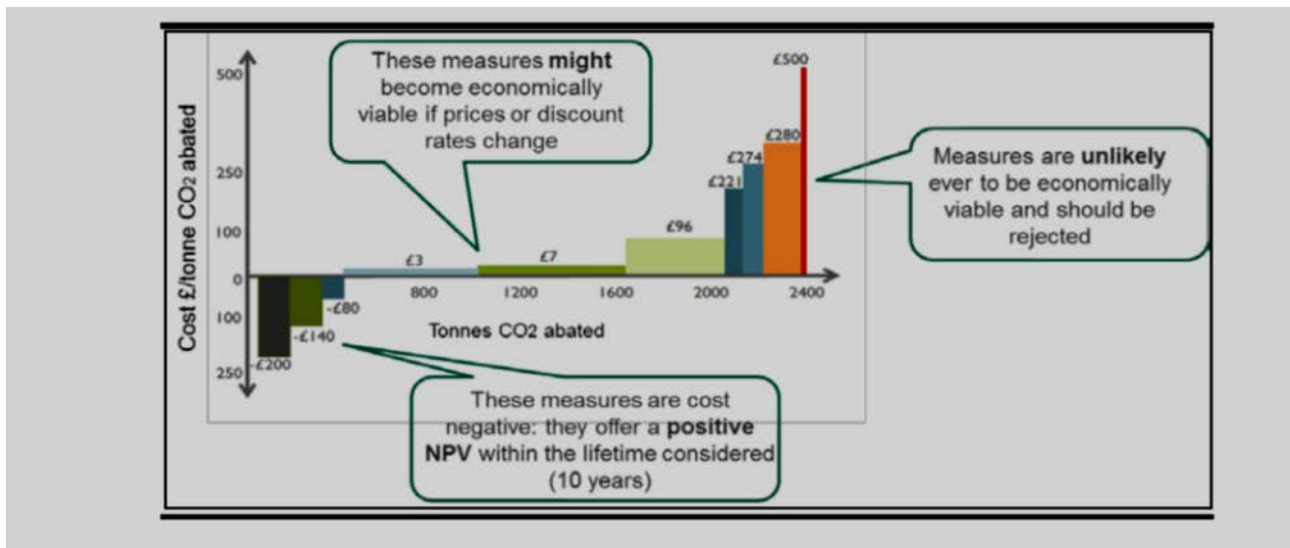 These measures might
become economically
viable if prices or discount
rates change
Measures are unlikely
ever to be economically
viable and should be
rejected
Cost £/tonne CO2 abated
500
250
100
0
100
250
£500
£280
£274
£221
£96
£7
£3
-£80
-£140
-£200
800
1200
1600
2000
2400
Tonnes CO2 abated
These measures are cost
negative: they offer a positive
NPV within the lifetime considered
(10 years)